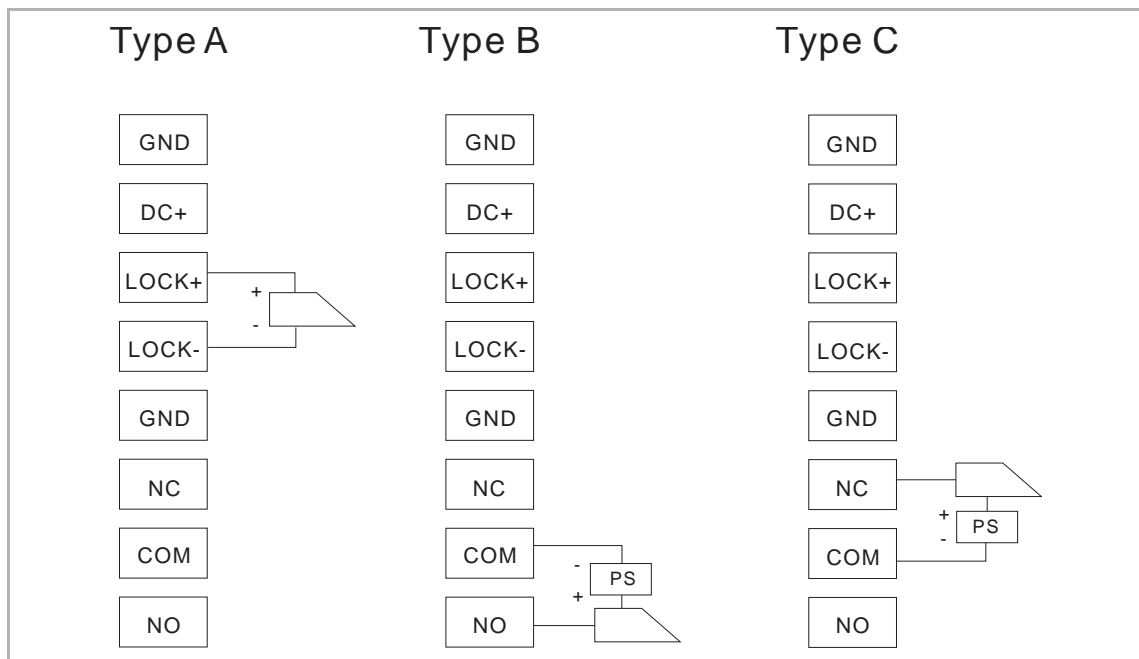 Type A Type B Type C
GND GND GND
DC+ DC+ DC+
LOCK+ LOCK+ LOCK+
+
-
LOCK- LOCK- LOCK-
GND GND GND
NC NC NC
+
PS
-
COM COM COM
-
PS
+
NO NO NO